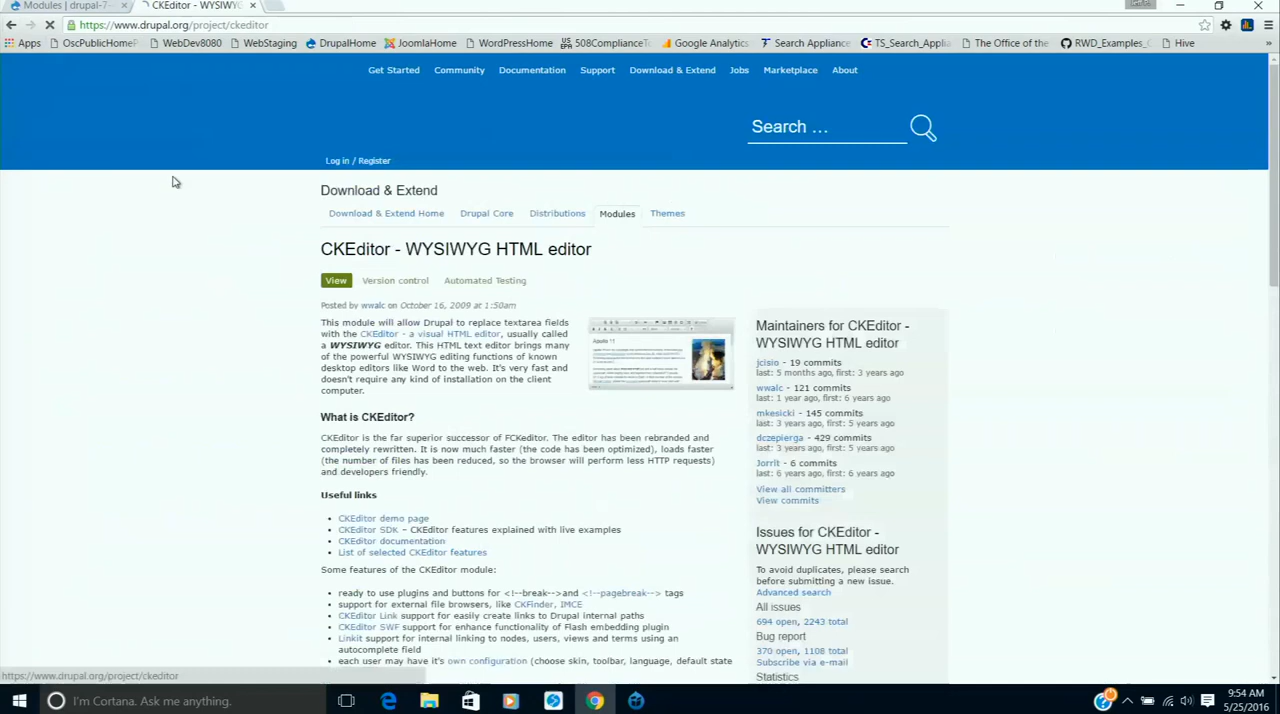 Modules | drupal-7-
CKEditor - WYSIWYG
https://www.drupal.org/project/ckeditor
Apps
OscPublicHomeP
WebDev8080
WebStaging
DrupalHome
JoomlaHome
WordPressHome
508ComplianceTo
Google Analytics
Search Appliance
TS_Search_Applia
The Office of the
RWD_Examples_C
Hive
»
Get Started
Community
Documentation
Support
Download & Extend
Jobs
Marketplace
About
Search …
Log in / Register
Download & Extend
Download & Extend Home
Drupal Core
Distributions
Modules
Themes
CKEditor - WYSIWYG HTML editor
View
Version control
Automated Testing
Posted by wwalc on October 16, 2009 at 1:50am
This module will allow Drupal to replace textarea fields
with the CKEditor - a visual HTML editor, usually called
a WYSIWYG editor. This HTML text editor brings many
of the powerful WYSIWYG editing functions of known
desktop editors like Word to the web. It's very fast and
doesn't require any kind of installation on the client
computer.
What is CKEditor?
CKEditor is the far superior successor of FCKeditor. The editor has been rebranded and
completely rewritten. It is now much faster (the code has been optimized), loads faster
(the number of files has been reduced, so the browser will perform less HTTP requests)
and developers friendly.
Useful links
• CKEditor demo page
• CKEditor SDK - CKEditor features explained with live examples
• CKEditor documentation
• List of selected CKEditor features
Some features of the CKEditor module:
• ready to use plugins and buttons for <!--break-->and <!--pagebreak--> tags
• support for external file browsers, like CKFinder, IMCE
• CKEditor Link support for easily create links to Drupal internal paths
• CKEditor SWF support for enhance functionality of Flash embedding plugin
• Linkit support for internal linking to nodes, users, views and terms using an
autocomplete field
• each user may have it's own configuration (choose skin, toolbar, language, default state
Maintainers for CKEditor -
WYSIWYG HTML editor
jcisio - 19 commits
last: 5 months ago, first: 3 years ago
wwalc - 121 commits
last: 1 year ago, first: 6 years ago
mkesicki - 145 commits
last: 3 years ago, first: 5 years ago
dczepierga - 429 commits
last: 3 years ago, first: 5 years ago
Jorrit - 6 commits
last: 6 years ago, first: 6 years ago
View all committers
View commits
Issues for CKEditor -
WYSIWYG HTML editor
To avoid duplicates, please search
before submitting a new issue.
Advanced search
All issues
694 open, 2243 total
Bug report
370 open, 1108 total
Subscribe via e-mail
Statistics
https://www.drupal.org/project/ckeditor
I'm Cortana. Ask me anything.
9:54 AM
5/25/2016